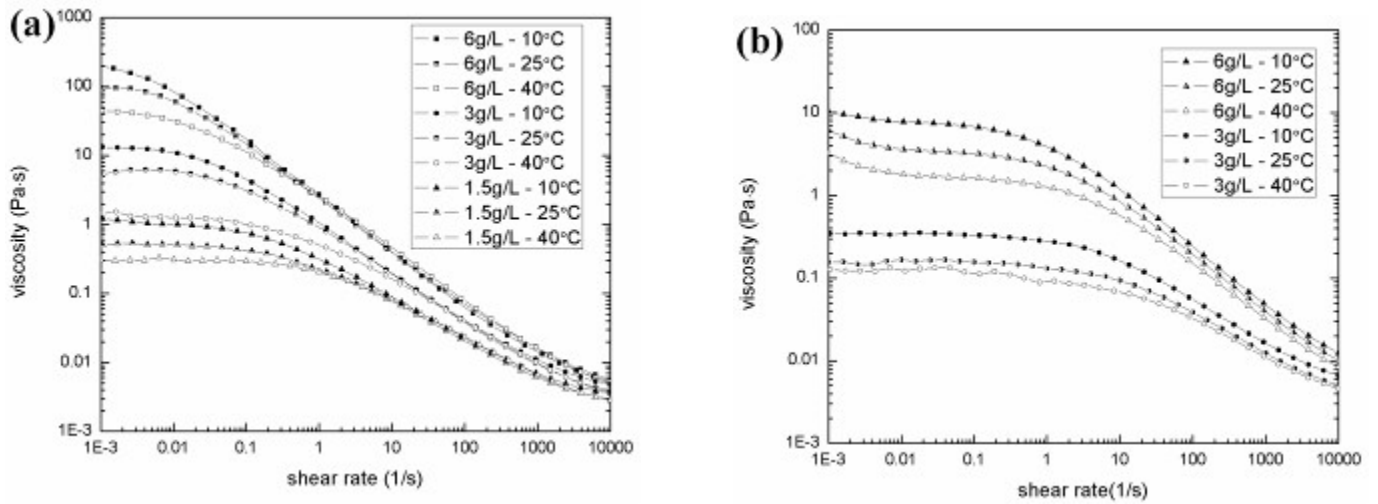 (a)
1000
100
10
1
0.1
0.01
1E-3
viscosity (Pa·s)
6g/L - 10°C
6g/L - 25°C
6g/L - 40°C
3g/L - 10°C
3g/L - 25°C
3g/L - 40°C
1.5g/L - 10°C
1.5g/L - 25°C
1.5g/L - 40°C
1E-3 0.01 0.1 1 10 100 1000 10000
shear rate (1/s)
(b)
100
10
1
0.1
0.01
1E-3
viscosity (Pa·s)
6g/L - 10°C
6g/L - 25°C
6g/L - 40°C
3g/L - 10°C
3g/L - 25°C
3g/L - 40°C
1E-3 0.01 0.1 1 10 100 1000 10000
shear rate(1/s)